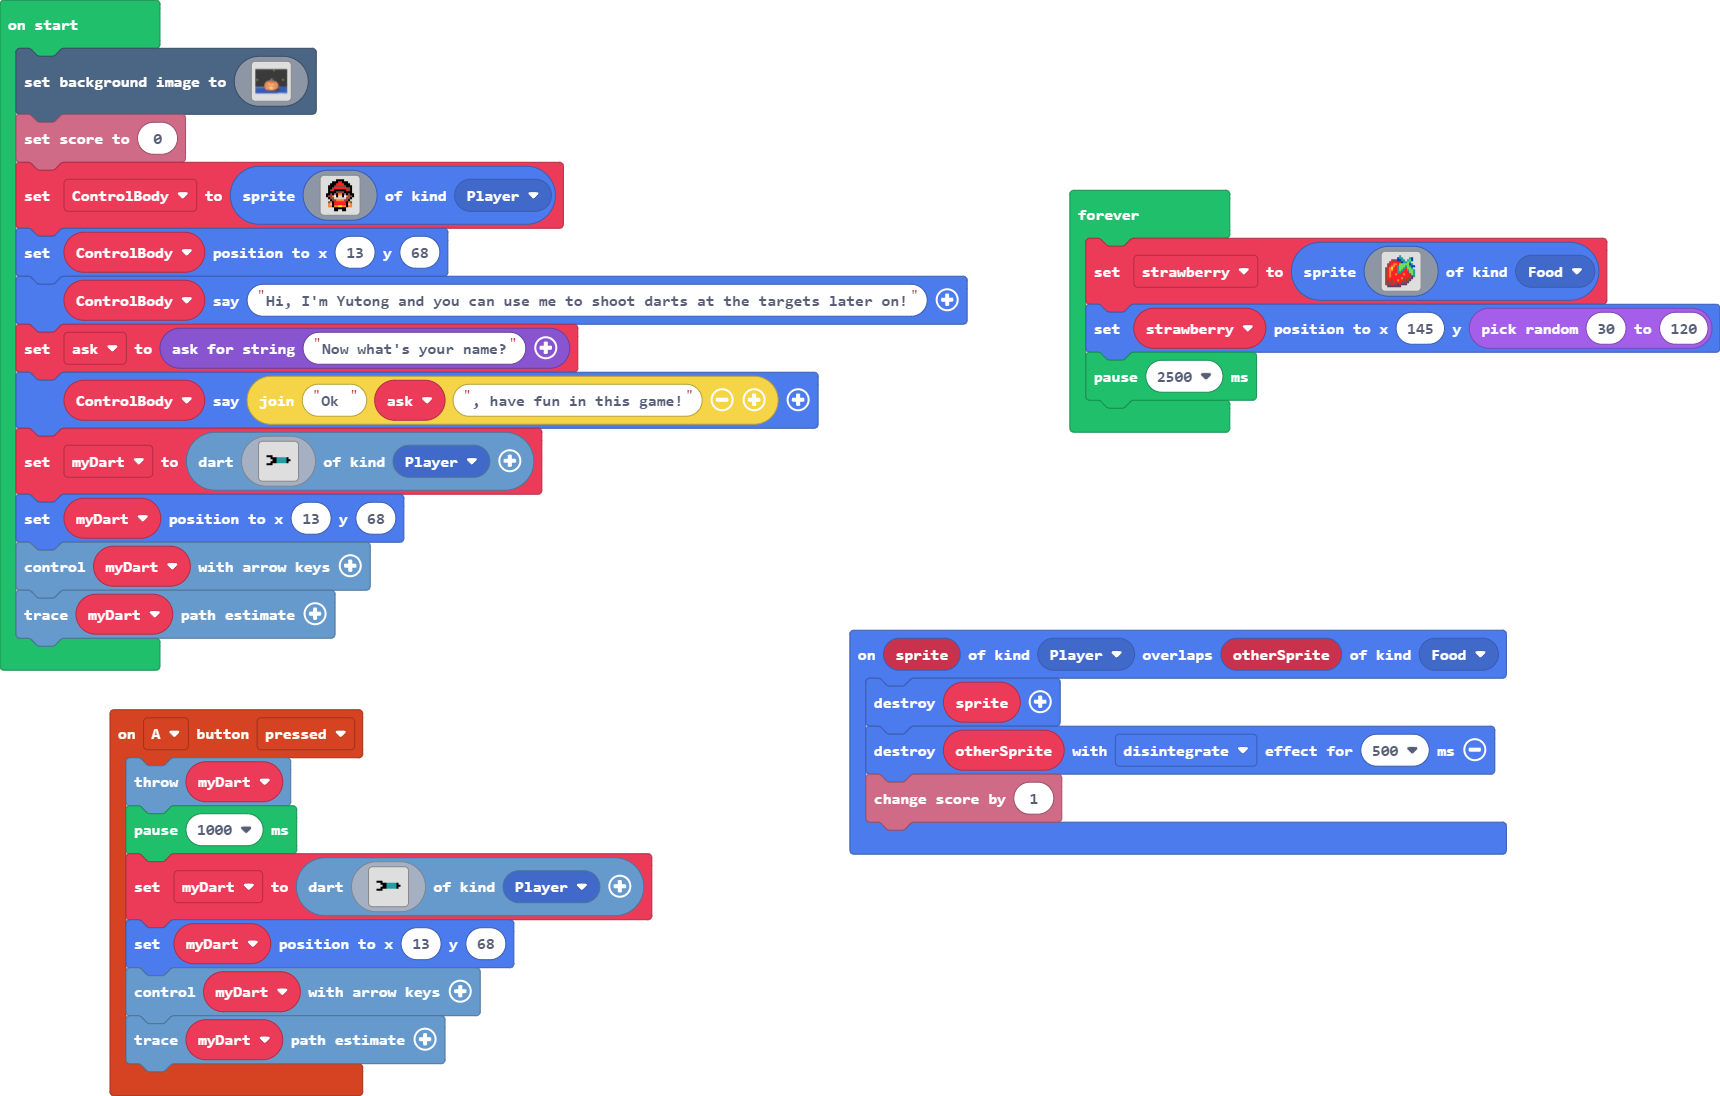 on start
set background image to
set score to 0
set ControlBody to sprite of kind Player
set ControlBody position to x 13 y 68
ControlBody say "Hi, I'm Yutong and you can use me to shoot darts at the targets later on!"
set ask to ask for string "Now what's your name?"
ControlBody say join "Ok " ask ", have fun in this game!"
set myDart to dart of kind Player
set myDart position to x 13 y 68
control myDart with arrow keys
trace myDart path estimate
forever
set strawberry to sprite of kind Food
set strawberry position to x 145 y pick random 30 to 120
pause 2500 ms
on A button pressed
throw myDart
pause 1000 ms
set myDart to dart of kind Player
set myDart position to x 13 y 68
control myDart with arrow keys
trace myDart path estimate
on sprite of kind Player overlaps otherSprite of kind Food
destroy sprite
destroy otherSprite with disintegrate effect for 500 ms
change score by 1